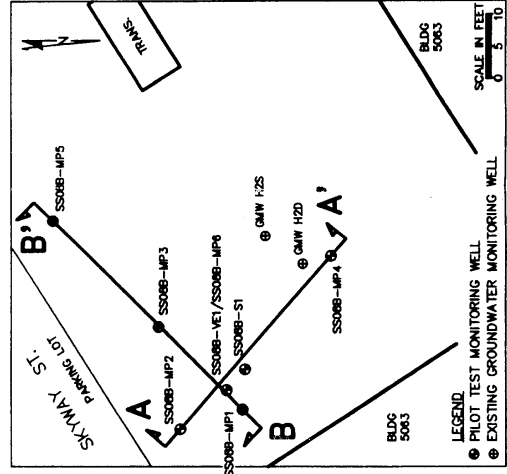 SKYWAY ST.
PARKING LOT
TRANS.
N
B'
SS08B-MP5
A
SS08B-MP2
SS08B-MP3
SS08B-VE1/SS08B-MP6
SS08B-S1
GMW H2S
GMW H2D
A'
SS08B-MP1
B
SS08B-MP4
BLDG
5063
BLDG
5063
SCALE IN FEET
0 5 10
LEGEND
PILOT TEST MONITORING WELL
EXISTING GROUNDWATER MONITORING WELL